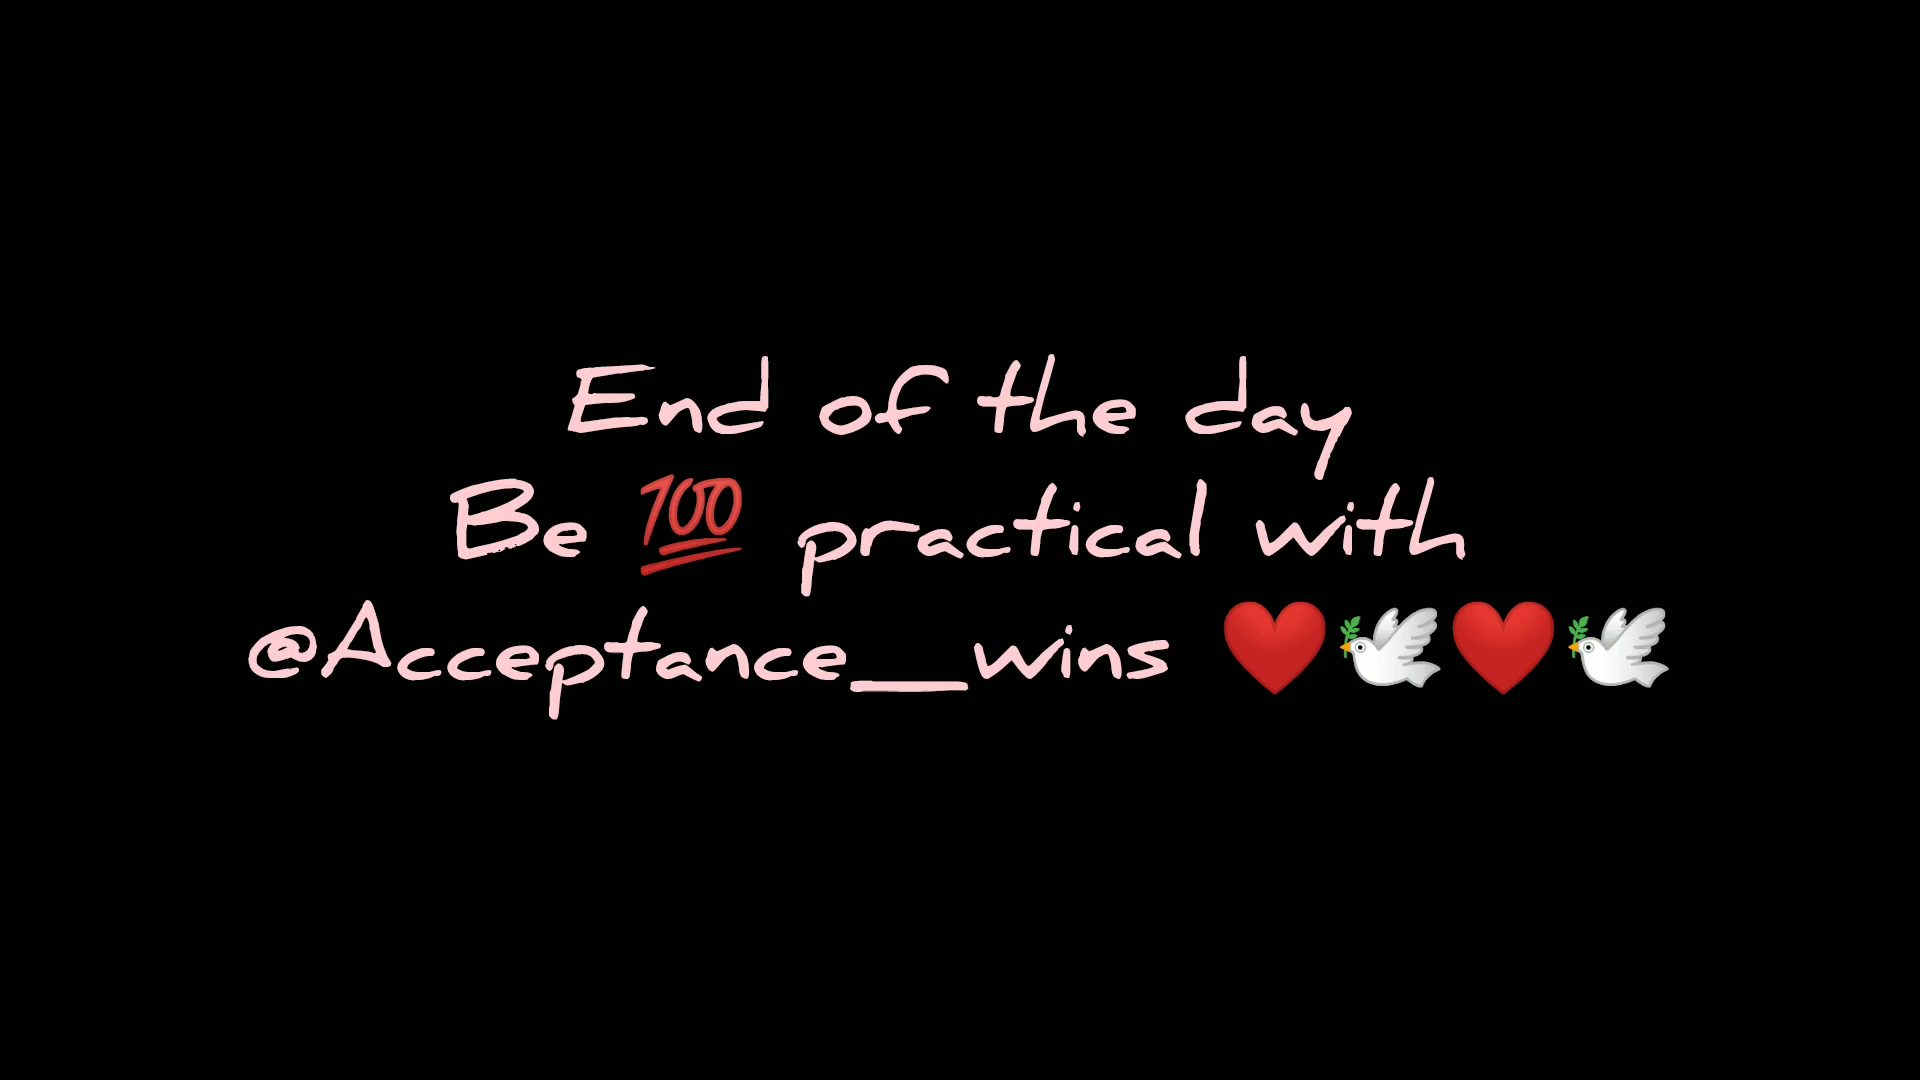 End of the day
Be 💯 practical with
@Acceptance__wins ❤️🕊️❤️🕊️